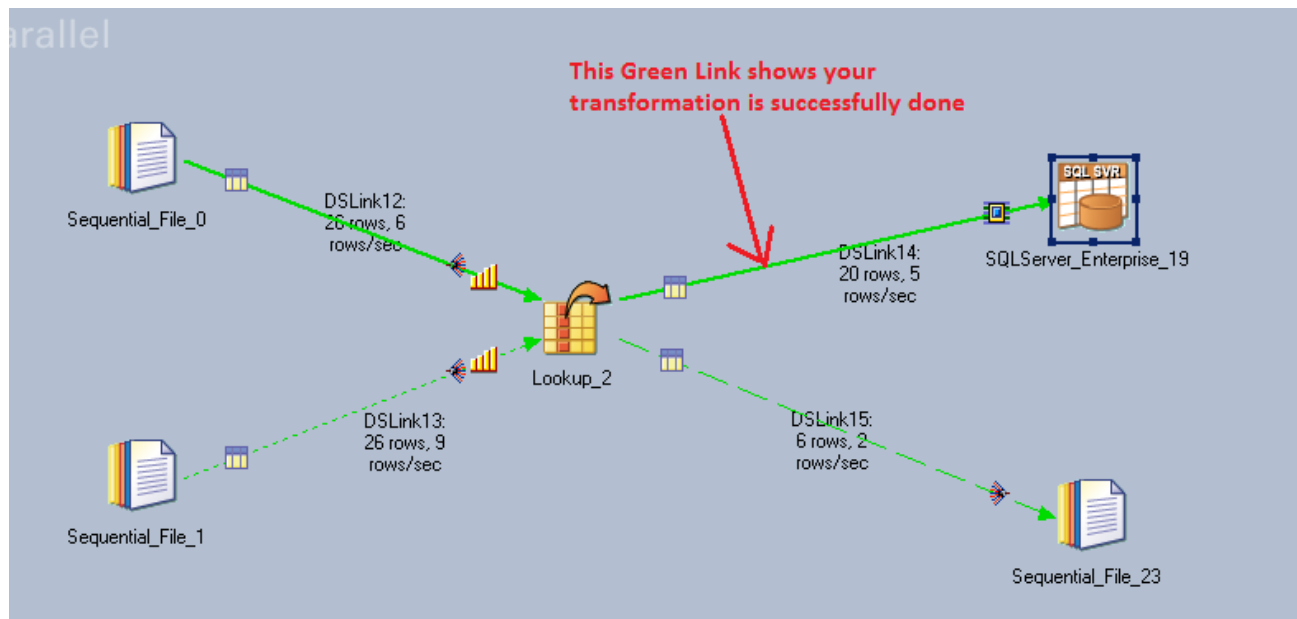 arallel
This Green Link shows your
transformation is successfully done
Sequential_File_0
DSLink12:
26 rows, 6
rows/sec
SQL SVR
SQLServer_Enterprise_19
DSLink14:
20 rows, 5
rows/sec
Lookup_2
DSLink13:
26 rows, 9
rows/sec
DSLink15:
6 rows, 2
rows/sec
Sequential_File_1
Sequential_File_23